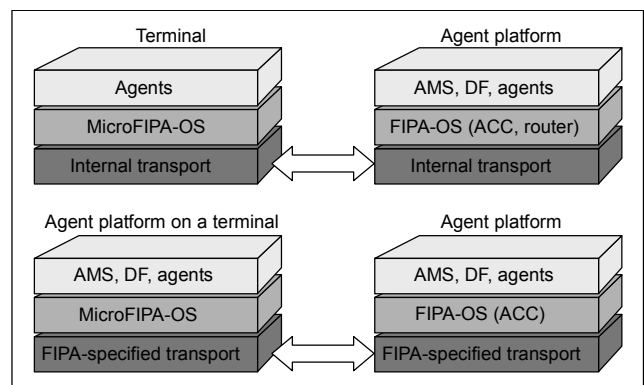 Terminal
Agents
MicroFIPA-OS
Internal transport
Agent platform
AMS, DF, agents
FIPA-OS (ACC, router)
Internal transport
Agent platform on a terminal
AMS, DF, agents
MicroFIPA-OS
FIPA-specified transport
Agent platform
AMS, DF, agents
FIPA-OS (ACC)
FIPA-specified transport